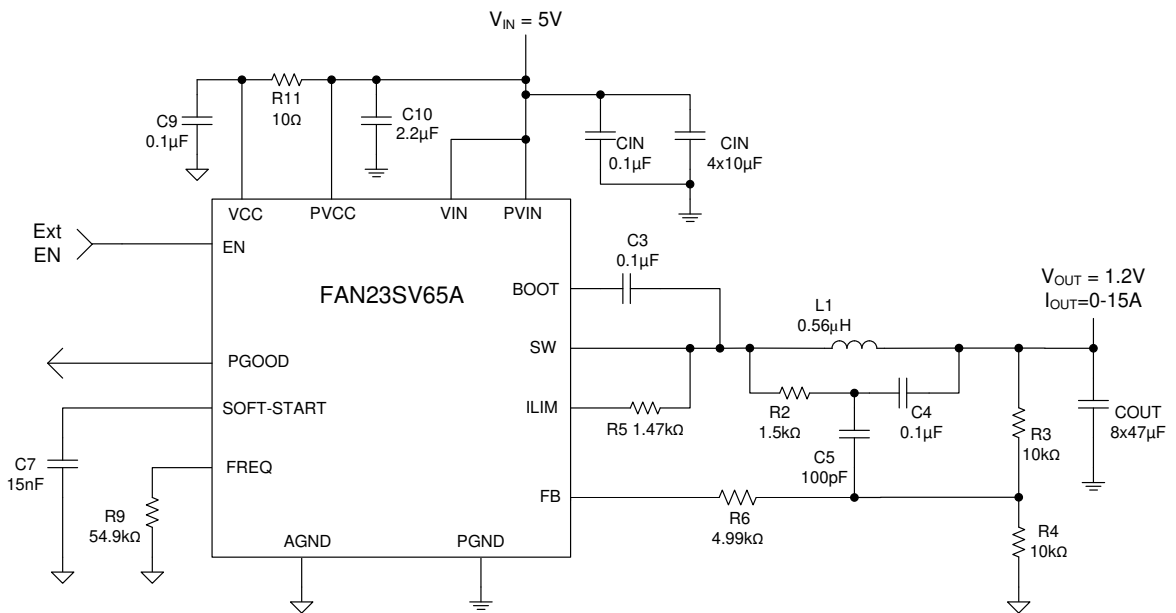 VIN = 5V
C9
0.1µF
R11
10Ω
C10
2.2µF
CIN
0.1µF
CIN
4x10µF
VCC
PVCC
VIN
PVIN
Ext
EN
EN
FAN23SV65A
BOOT
C3
0.1µF
VOUT = 1.2V
IOUT=0-15A
L1
0.56µH
SW
PGOOD
SOFT-START
ILIM
R5 1.47kΩ
R2
1.5kΩ
C4
0.1µF
COUT
8x47µF
R3
10kΩ
C7
15nF
FREQ
C5
100pF
FB
R6
4.99kΩ
R9
54.9kΩ
R4
10kΩ
AGND
PGND